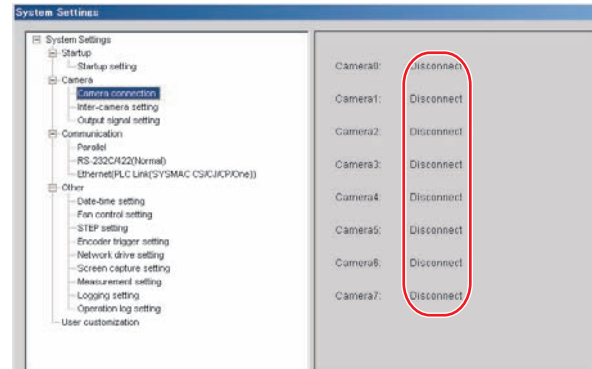 System Settings
System Settings
Startup
Startup setting
Camera
Camera connection
Inter-camera setting
Output signal setting
Communication
Parallel
RS-232C/422(Normal)
Ethernet(PLC Link(SYSMAC CS/CJ/CP/One))
Other
Date-time setting
Fan control setting
STEP setting
Encoder trigger setting
Network drive setting
Screen capture setting
Measurement setting
Logging setting
Operation log setting
User customization
Camera0: Disconnect
Camera1: Disconnect
Camera2: Disconnect
Camera3: Disconnect
Camera4: Disconnect
Camera5: Disconnect
Camera6: Disconnect
Camera7: Disconnect